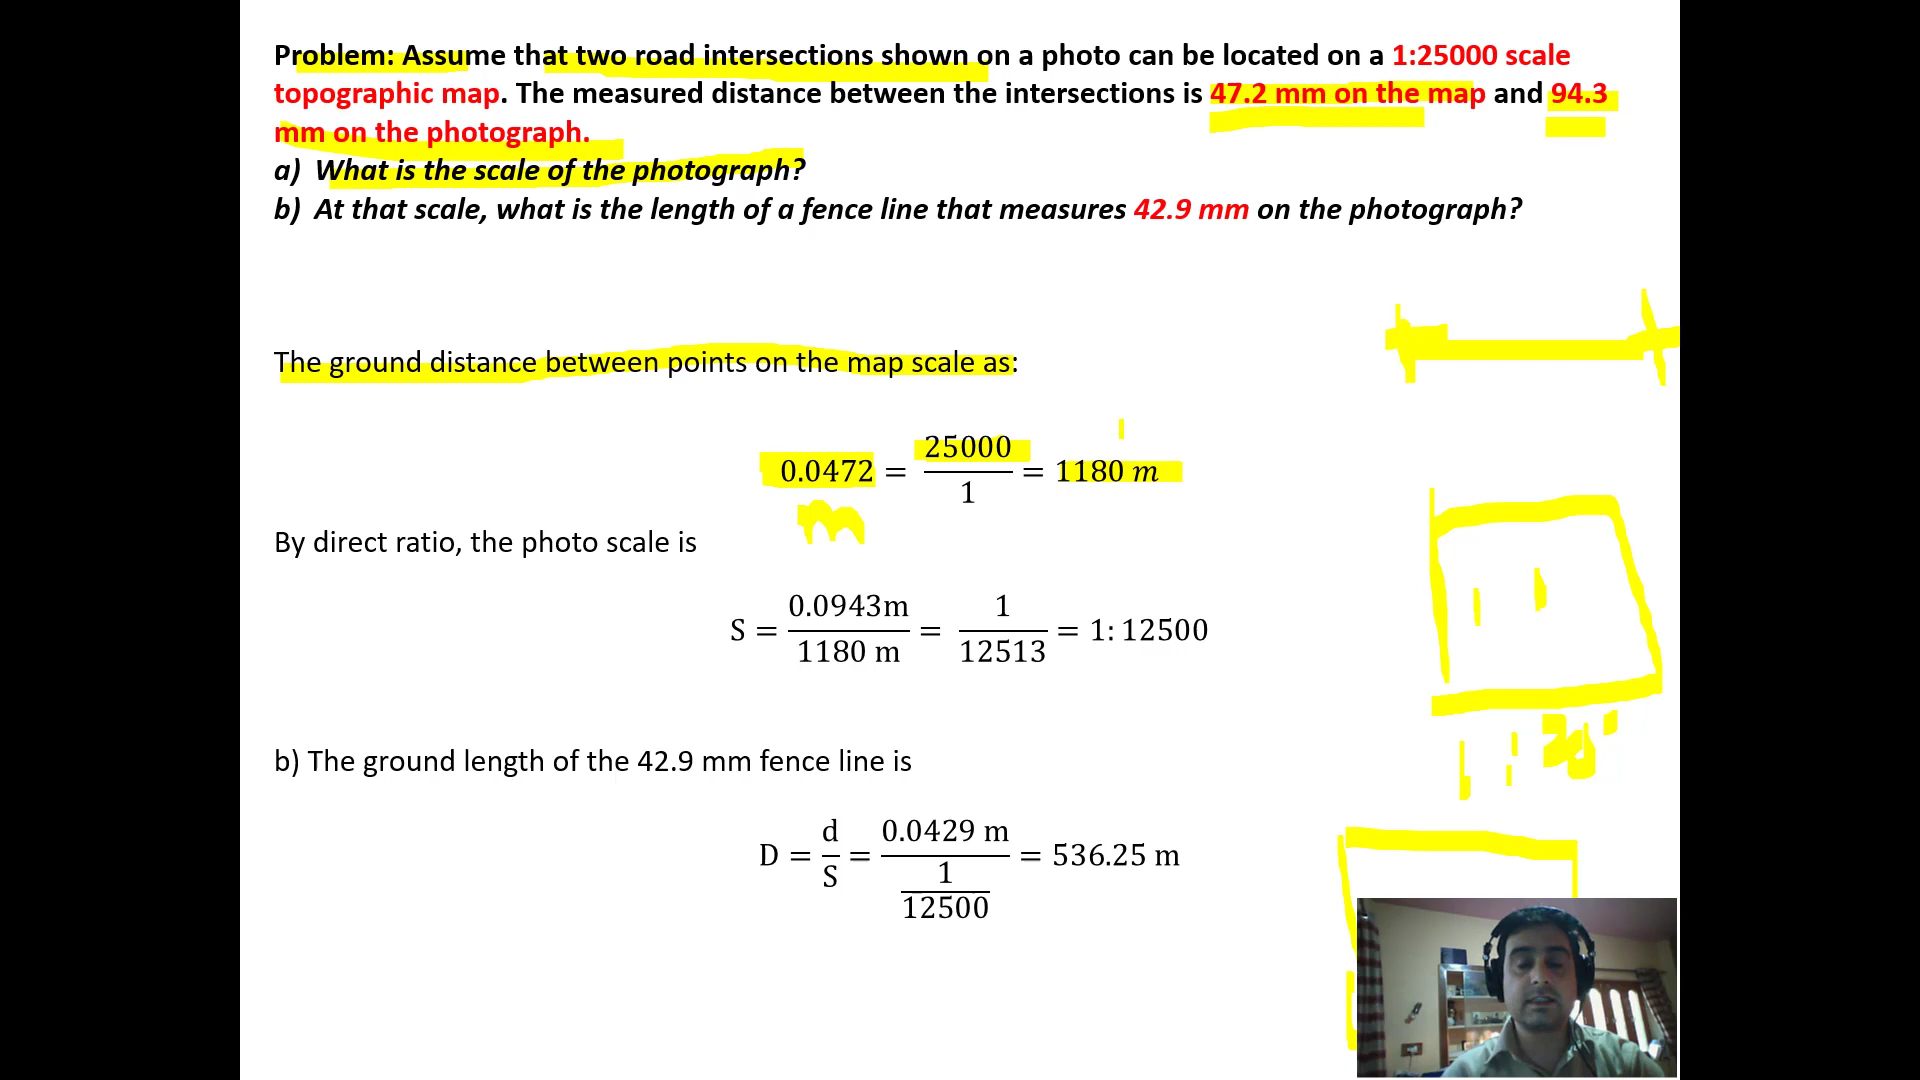 Problem: Assume that two road intersections shown on a photo can be located on a 1:25000 scale
topographic map. The measured distance between the intersections is 47.2 mm on the map and 94.3
mm on the photograph.
a) What is the scale of the photograph?
b) At that scale, what is the length of a fence line that measures 42.9 mm on the photograph?
The ground distance between points on the map scale as:
0.0472 = 25000/1 = 1180 m
m
By direct ratio, the photo scale is
S = 0.0943m/1180 m = 1/12513 = 1: 12500
b) The ground length of the 42.9 mm fence line is
D = d/S = 0.0429 m/(1/12500) = 536.25 m